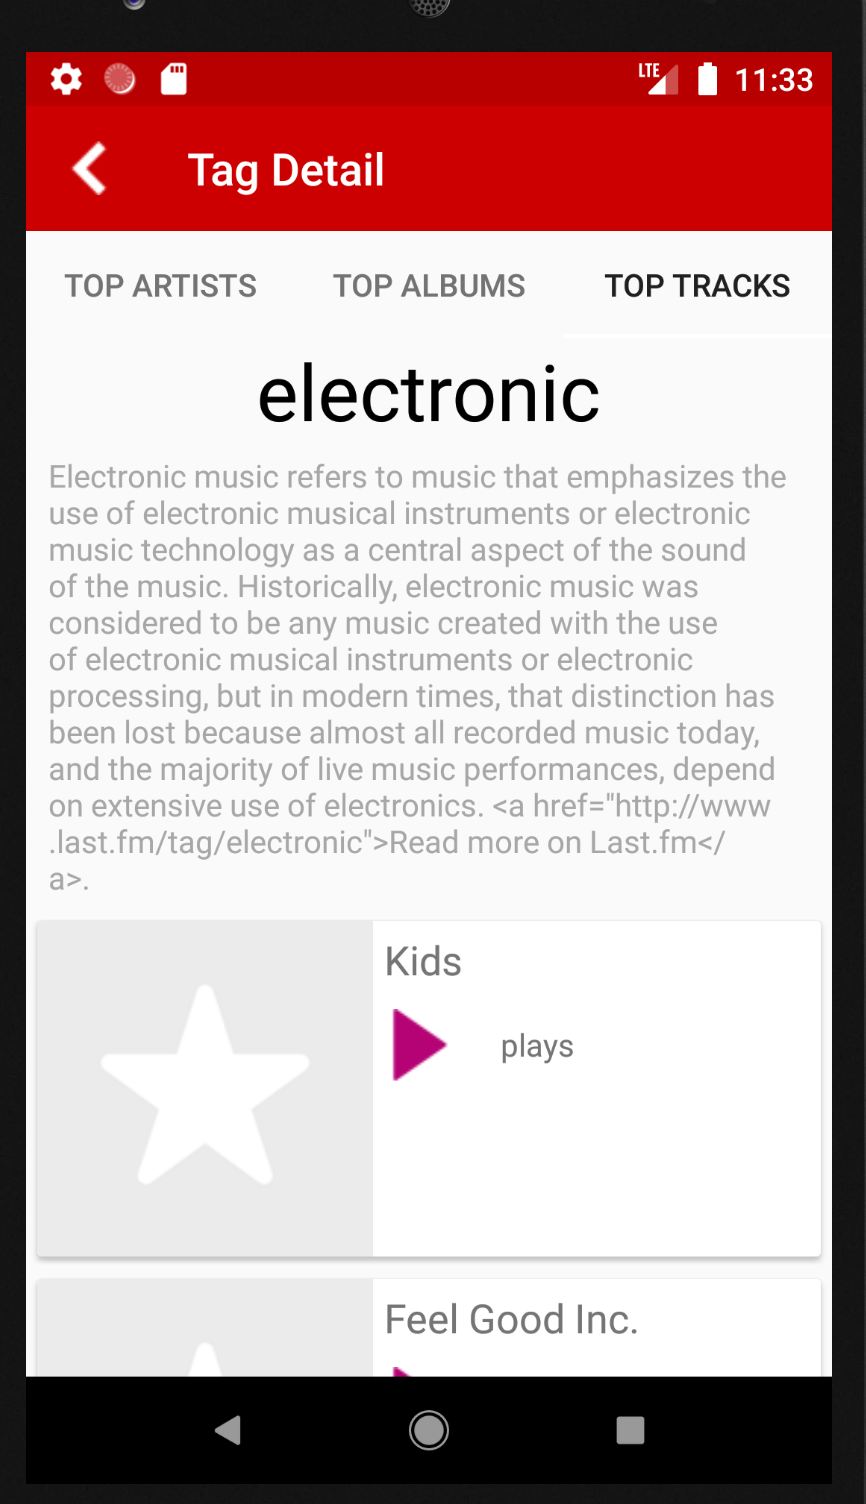 LTE 11:33
Tag Detail
TOP ARTISTS TOP ALBUMS TOP TRACKS
electronic
Electronic music refers to music that emphasizes the
use of electronic musical instruments or electronic
music technology as a central aspect of the sound
of the music. Historically, electronic music was
considered to be any music created with the use
of electronic musical instruments or electronic
processing, but in modern times, that distinction has
been lost because almost all recorded music today,
and the majority of live music performances, depend
on extensive use of electronics. <a href="http://www
.last.fm/tag/electronic">Read more on Last.fm</
a>.
Kids
plays
Feel Good Inc.